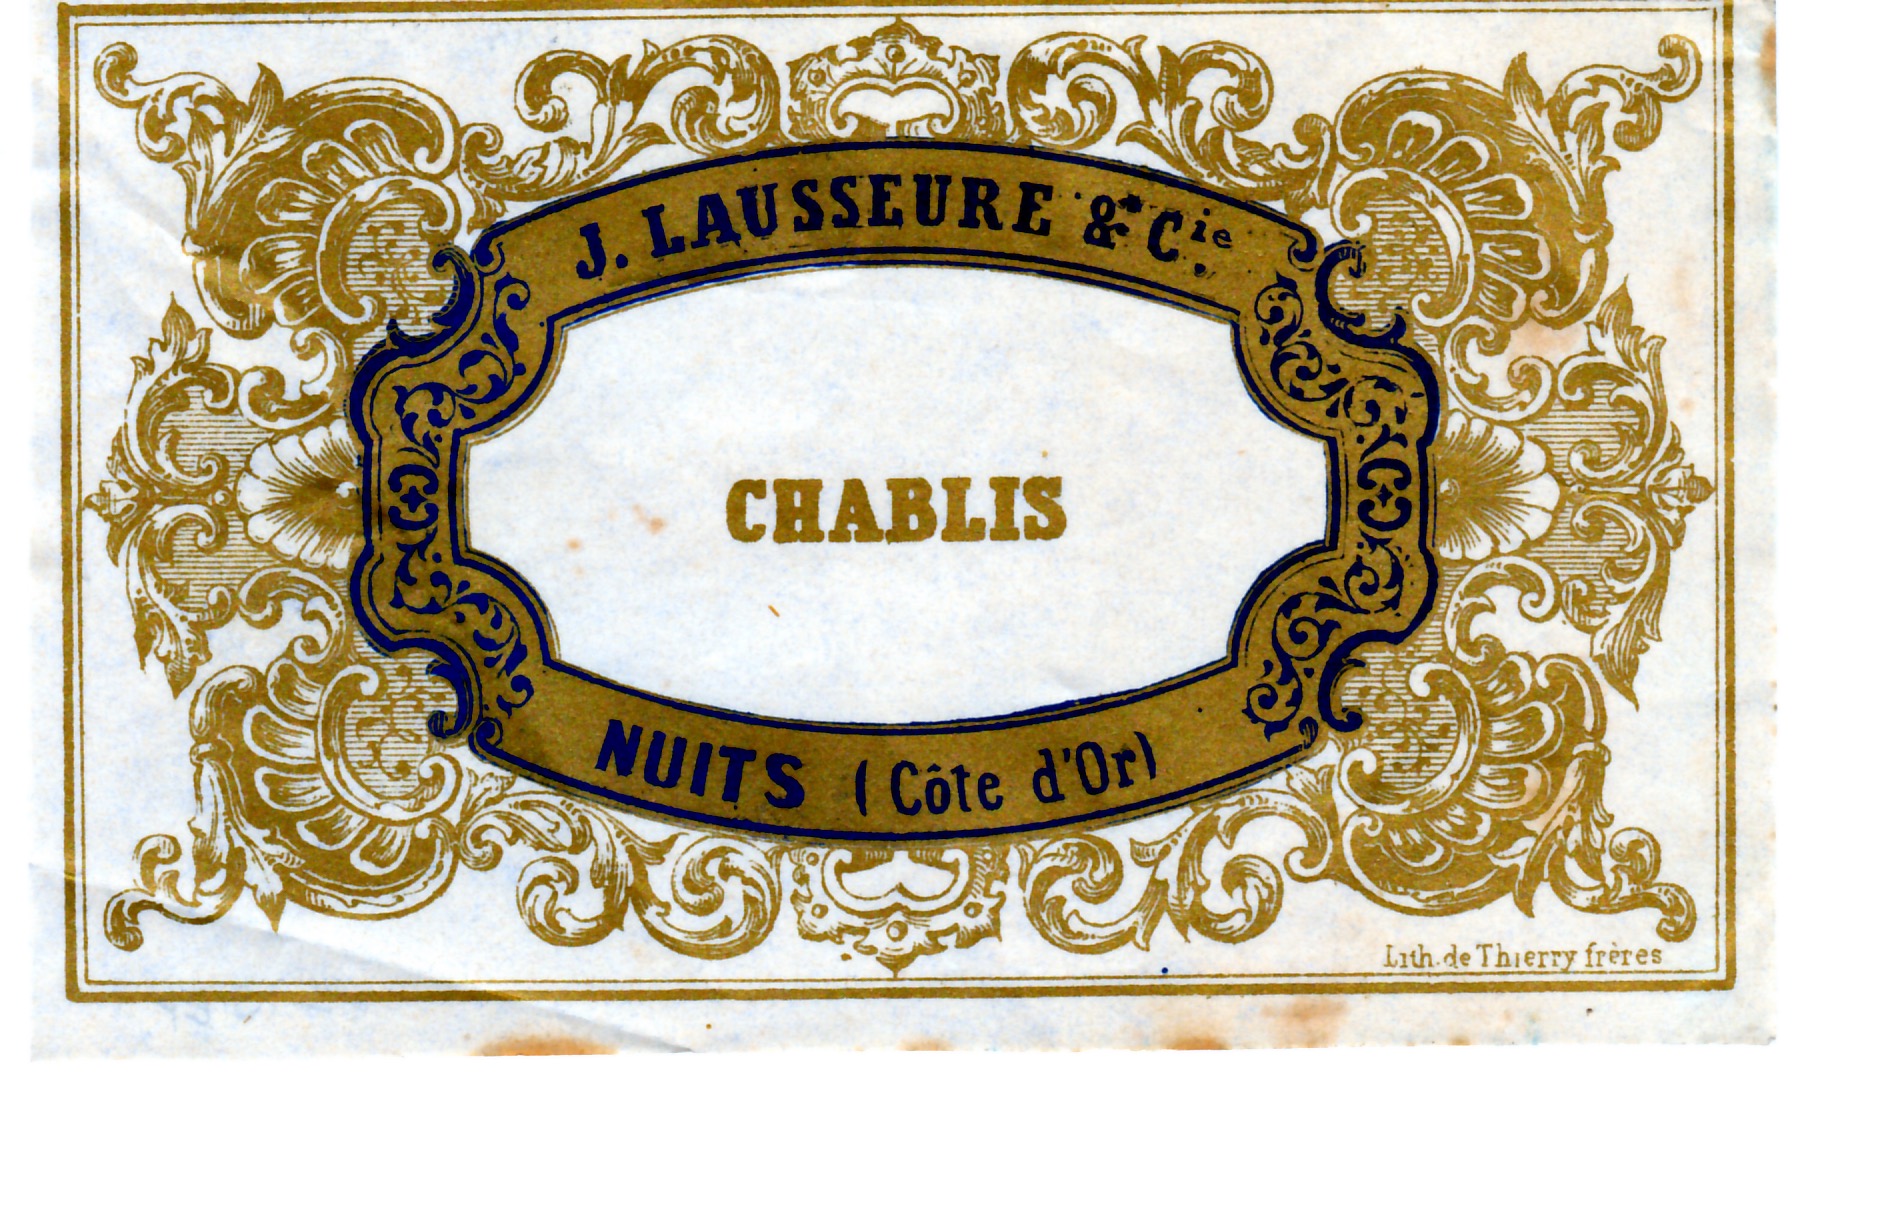 J. LAUSSEURE & Cie
CHABLIS
NUITS (Côte d'Or)
Lith. de Thierry frères